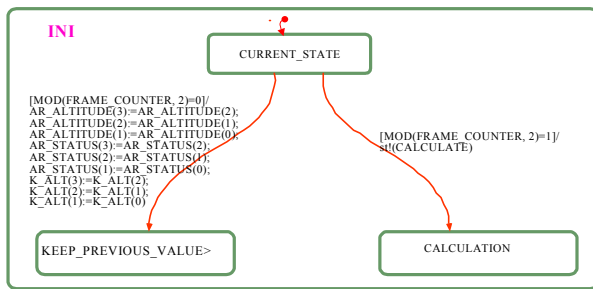 INI
CURRENT_STATE
[MOD(FRAME_COUNTER, 2)=0]/
AR_ALTITUDE(3):=AR_ALTITUDE(2);
AR_ALTITUDE(2):=AR_ALTITUDE(1);
AR_ALTITUDE(1):=AR_ALTITUDE(0);
AR_STATUS(3):=AR_STATUS(2);
AR_STATUS(2):=AR_STATUS(1);
AR_STATUS(1):=AR_STATUS(0);
K_ALT(3):=K_ALT(2);
K_ALT(2):=K_ALT(1);
K_ALT(1):=K_ALT(0)
[MOD(FRAME_COUNTER, 2)=1]/
st!(CALCULATE)
KEEP_PREVIOUS_VALUE>
CALCULATION